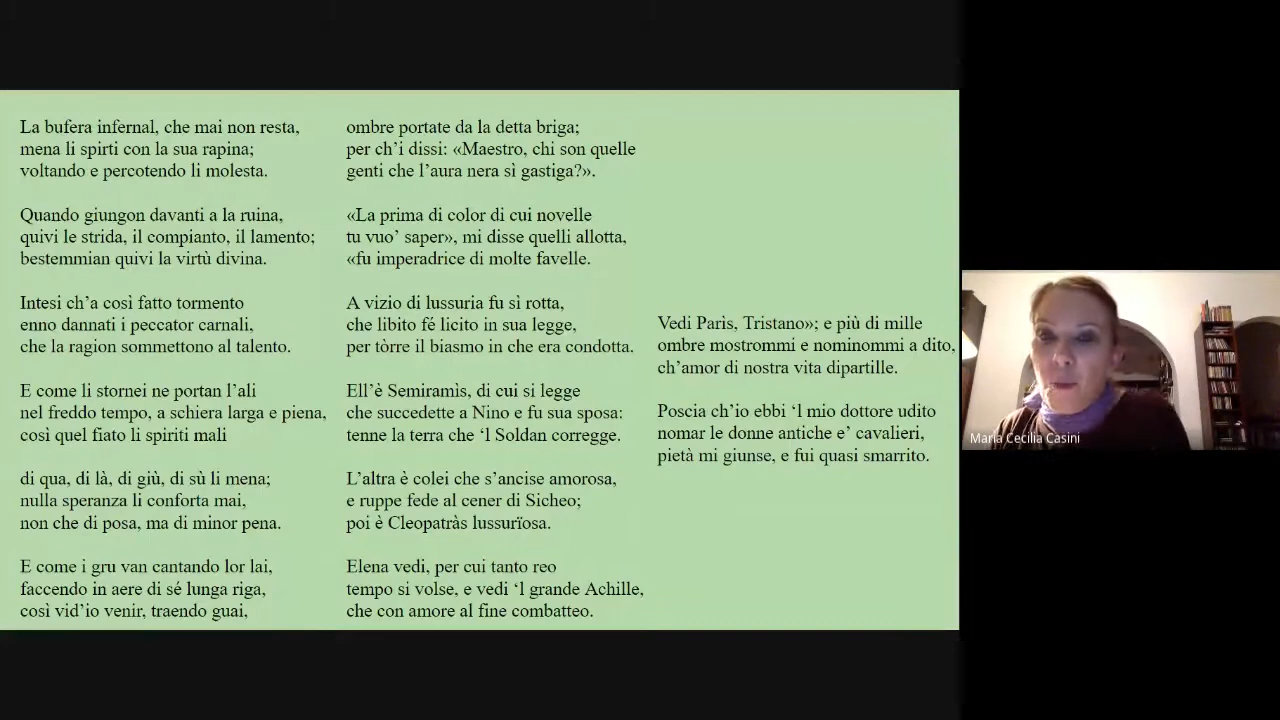 La bufera infernal, che mai non resta,
mena li spirti con la sua rapina;
voltando e percotendo li molesta.
Quando giungon davanti a la ruina,
quivi le strida, il compianto, il lamento;
bestemmian quivi la virtù divina.
Intesi ch’a così fatto tormento
enno dannati i peccator carnali,
che la ragion sommettono al talento.
E come li stornei ne portan l’ali
nel freddo tempo, a schiera larga e piena,
così quel fiato li spiriti mali
di qua, di là, di giù, di sù li mena;
nulla speranza li conforta mai,
non che di posa, ma di minor pena.
E come i gru van cantando lor lai,
faccendo in aere di sé lunga riga,
così vid’io venir, traendo guai,
ombre portate da la detta briga;
per ch’i dissi: «Maestro, chi son quelle
genti che l’aura nera sì gastiga?».
«La prima di color di cui novelle
tu vuo’ saper», mi disse quelli allotta,
«fu imperadrice di molte favelle.
A vizio di lussuria fu sì rotta,
che libito fé licito in sua legge,
per tòrre il biasmo in che era condotta.
Ell’è Semiramìs, di cui si legge
che succedette a Nino e fu sua sposa:
tenne la terra che ‘l Soldan corregge.
L’altra è colei che s’ancise amorosa,
e ruppe fede al cener di Sicheo;
poi è Cleopatràs lussurïosa.
Elena vedi, per cui tanto reo
tempo si volse, e vedi ‘l grande Achille,
che con amore al fine combatteo.
Vedi Parìs, Tristano»; e più di mille
ombre mostrommi e nominommi a dito,
ch’amor di nostra vita dipartille.
Poscia ch’io ebbi ‘l mio dottore udito
nomar le donne antiche e’ cavalieri,
pietà mi giunse, e fui quasi smarrito.
Maria Cecilia Casini